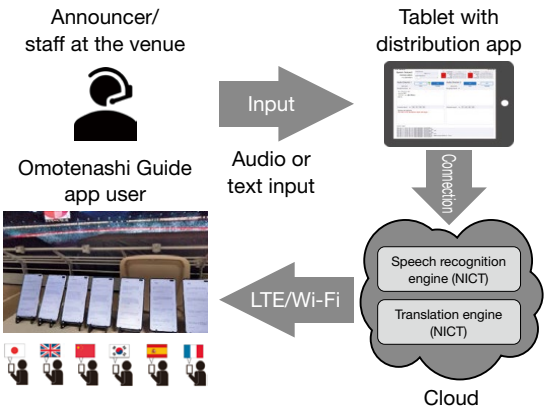 Announcer/
staff at the venue
Input
Audio or
text input
Tablet with
distribution app
Connection
Speech recognition
engine (NICT)
Translation engine
(NICT)
Cloud
LTE/Wi-Fi
Omotenashi Guide
app user